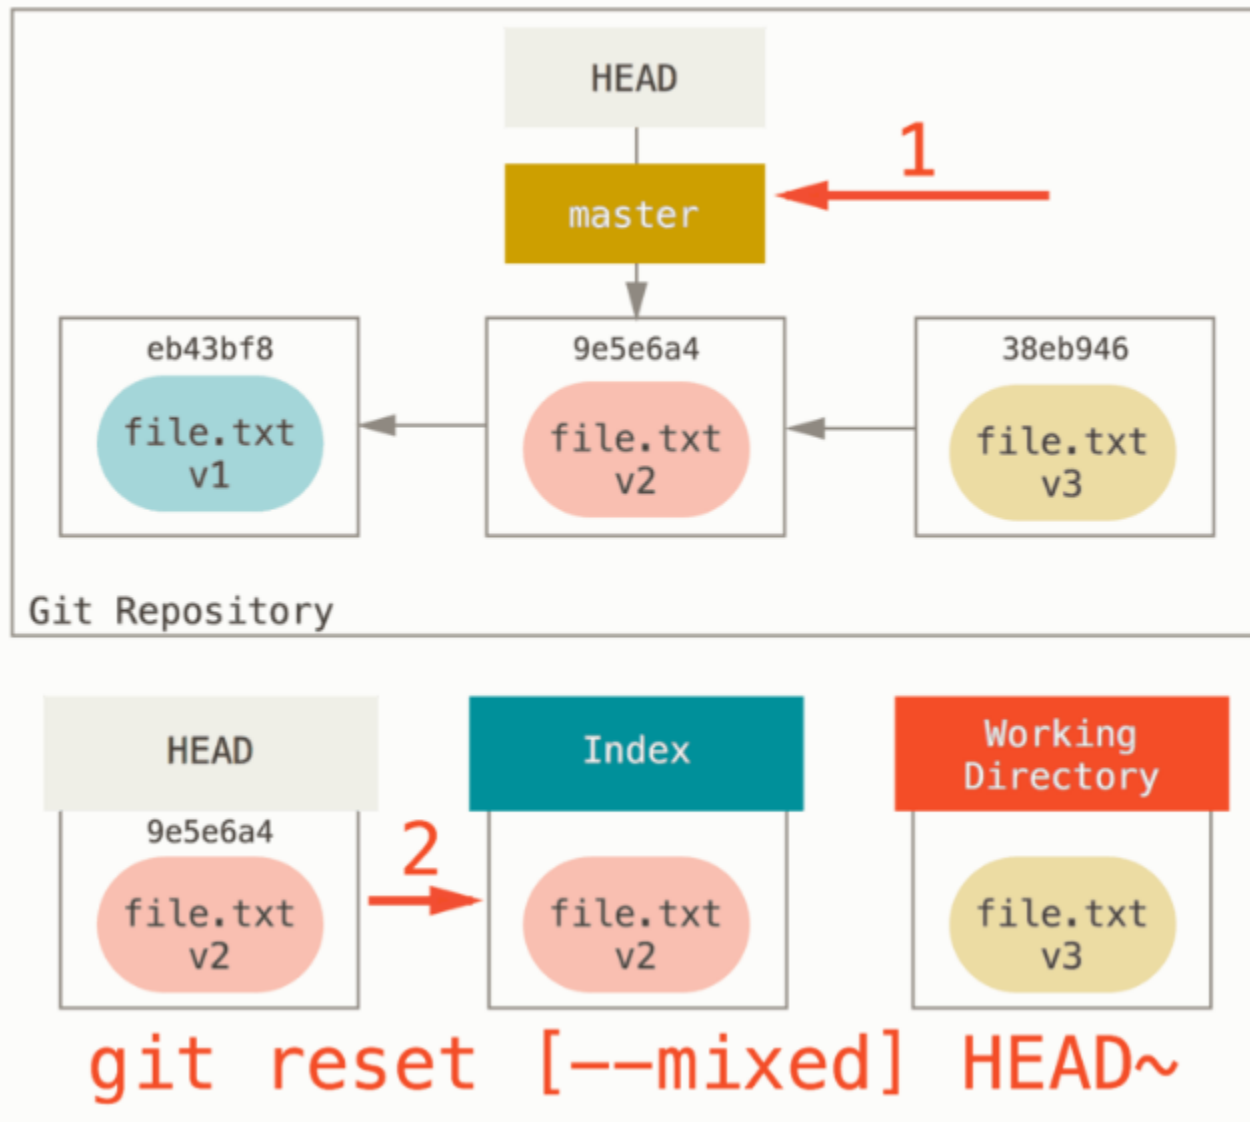 HEAD
1
master
eb43bf8
9e5e6a4
38eb946
file.txt
v1
file.txt
v2
file.txt
v3
Git Repository
HEAD
Index
Working
Directory
9e5e6a4
2
file.txt
v2
file.txt
v2
file.txt
v3
git reset [--mixed] HEAD~